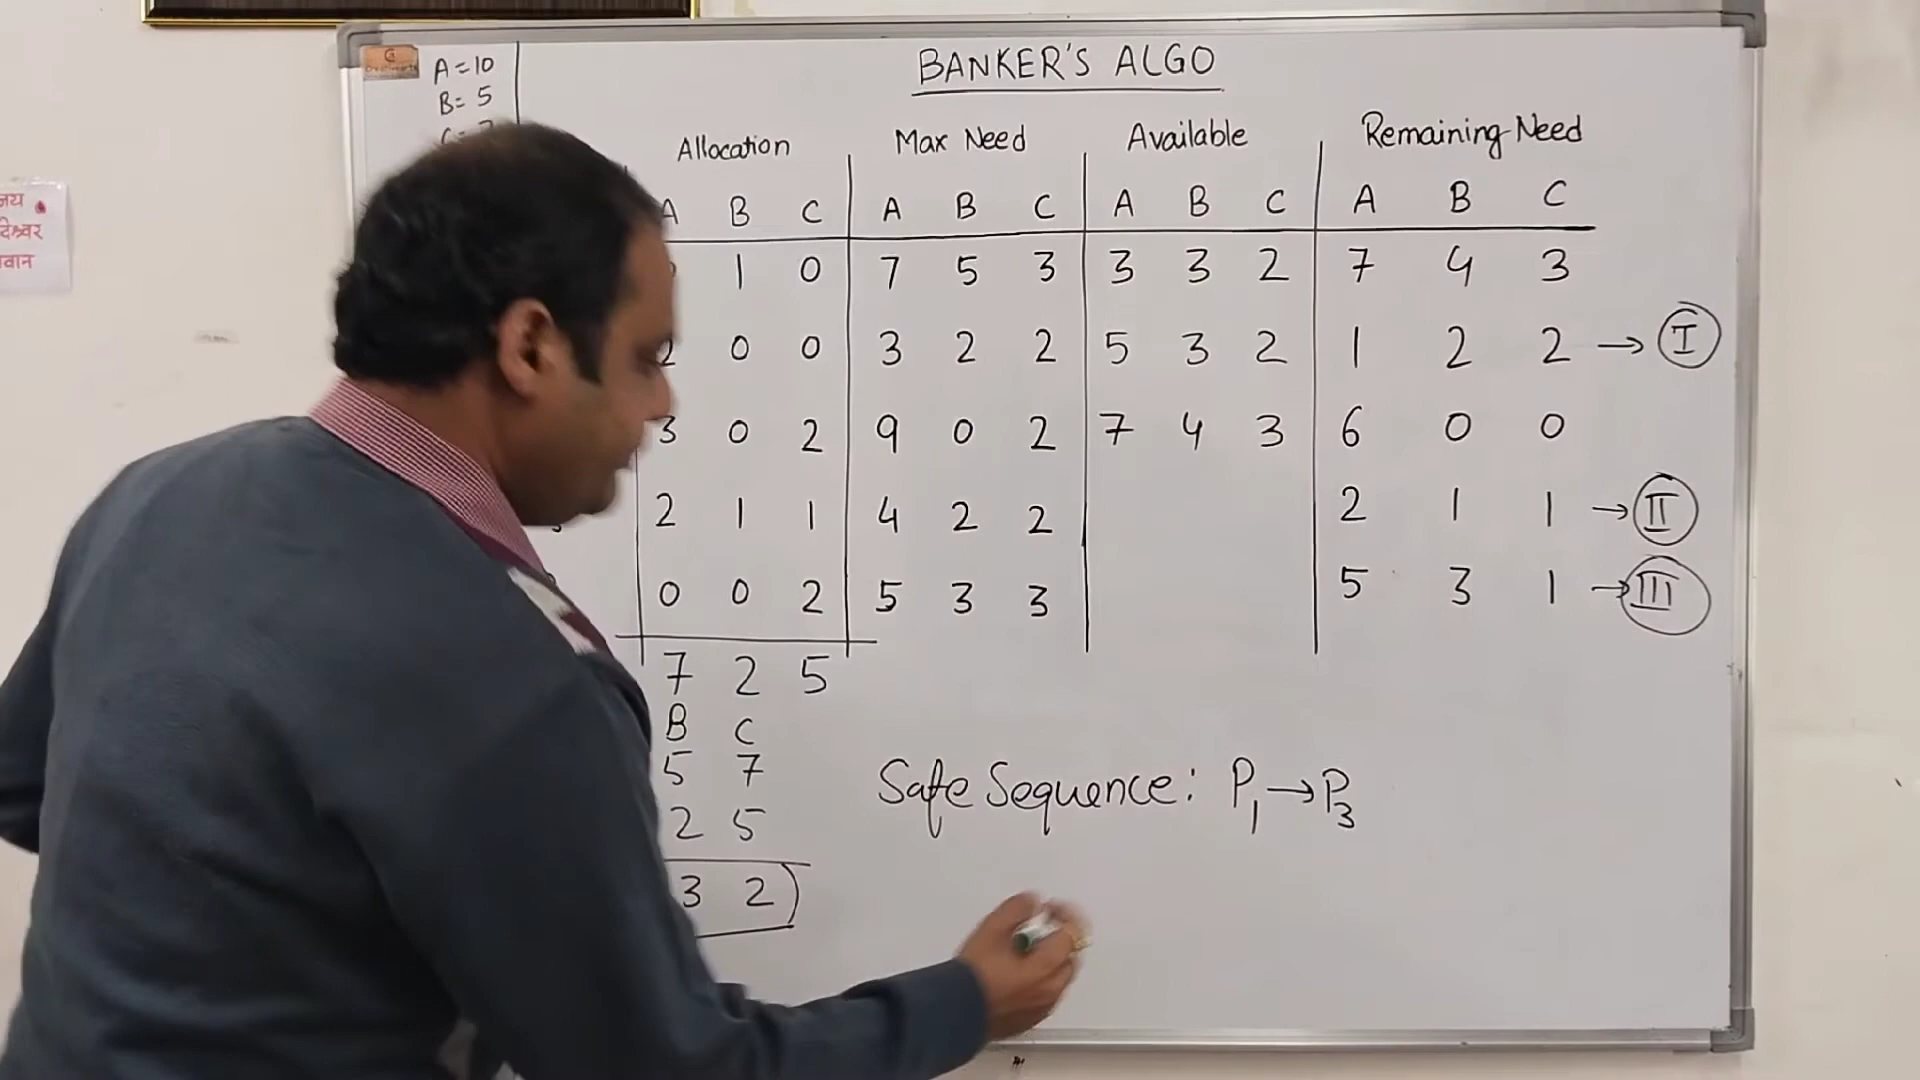 BANKER'S ALGO
A = 10
B = 5
Allocation Max Need Available Remaining Need
A B C A B C A B C A B C
1 0 7 5 3 3 3 2 7 4 3
2 0 0 3 2 2 5 3 2 1 2 2 → I
3 0 2 9 0 2 7 4 3 6 0 0
2 1 1 4 2 2 2 1 1 → II
0 0 2 5 3 3 5 3 1 → III
7 2 5
B C
5 7
2 5
3 2
Safe Sequence: P1 → P3